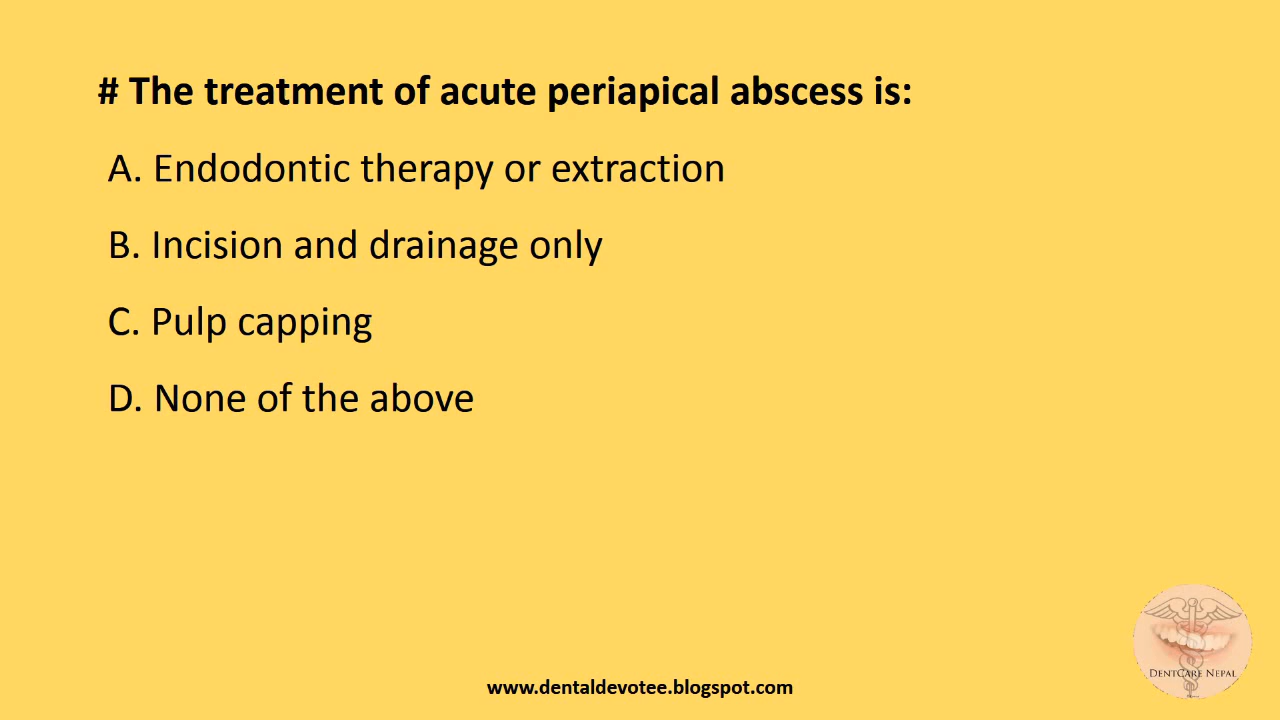 # The treatment of acute periapical abscess is:
A. Endodontic therapy or extraction
B. Incision and drainage only
C. Pulp capping
D. None of the above
DENTCARE NEPAL
www.dentaldevotee.blogspot.com